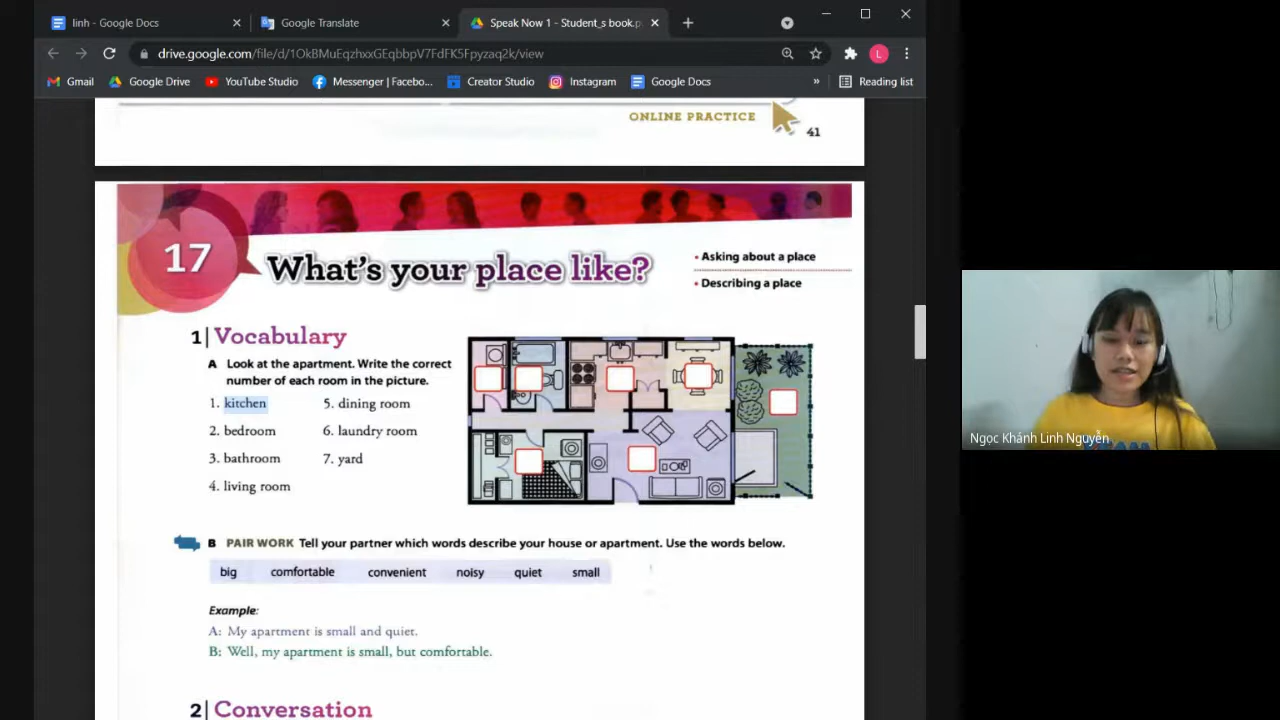 linh - Google Docs
Google Translate
Speak Now 1 - Student_s book.p
drive.google.com/file/d/1OkBMuEqzhxxGEqbbpV7FdFK5Fpyzaq2k/view
L
Gmail
Google Drive
YouTube Studio
Messenger | Facebo...
Creator Studio
Instagram
Google Docs
»
Reading list
ONLINE PRACTICE
41
17
What's your place like?
• Asking about a place
• Describing a place
1 | Vocabulary
A Look at the apartment. Write the correct
number of each room in the picture.
1. kitchen
2. bedroom
3. bathroom
4. living room
5. dining room
6. laundry room
7. yard
B PAIR WORK Tell your partner which words describe your house or apartment. Use the words below.
big comfortable convenient noisy quiet small
Example:
A: My apartment is small and quiet.
B: Well, my apartment is small, but comfortable.
2 | Conversation
Ngọc Khánh Linh Nguyễn